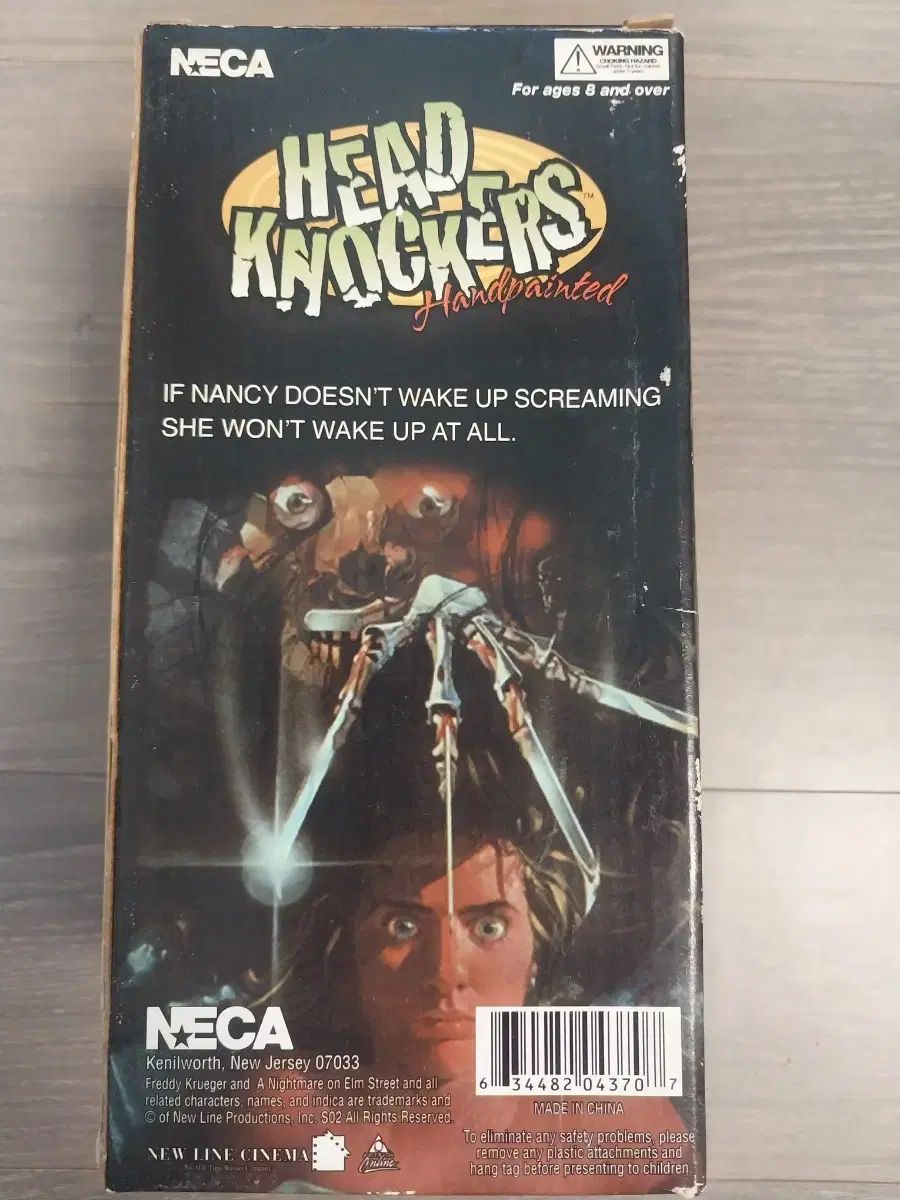 NECA
WARNING
CHOKING HAZARD
For ages 8 and over
HEAD
KNOCKERS™
Handpainted
IF NANCY DOESN'T WAKE UP SCREAMING
SHE WON'T WAKE UP AT ALL.
NECA
Kenilworth, New Jersey 07033
Freddy Krueger and A Nightmare on Elm Street and all
related characters, names, and indica are trademarks and
© of New Line Productions, Inc. S02 All Rights Reserved.
NEW LINE CINEMA
6 34482 04370 7
MADE IN CHINA
To eliminate any safety problems, please
remove any plastic attachments and
hang tag before presenting to children